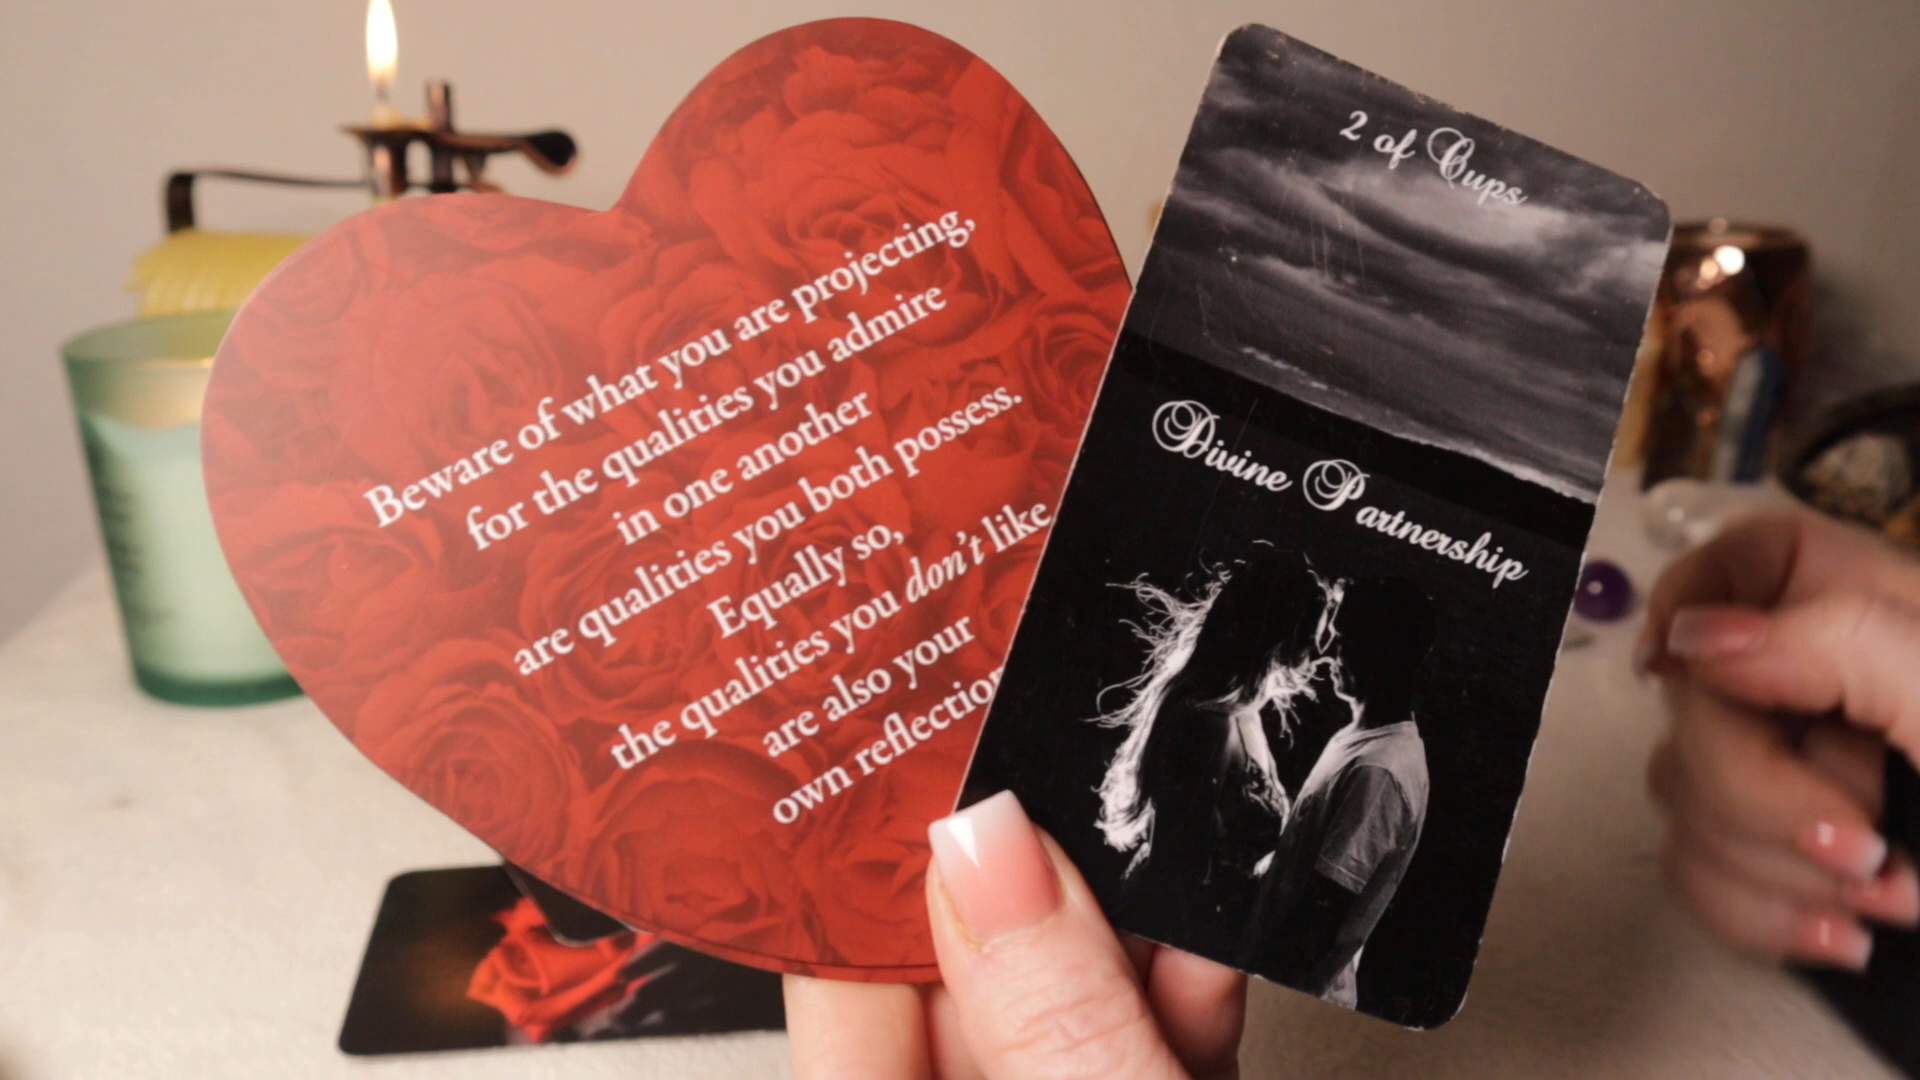 Beware of what you are projecting,
for the qualities you admire
in one another
are qualities you both possess.
Equally so,
the qualities you don't like
are also your
own reflection
2 of Cups
Divine Partnership